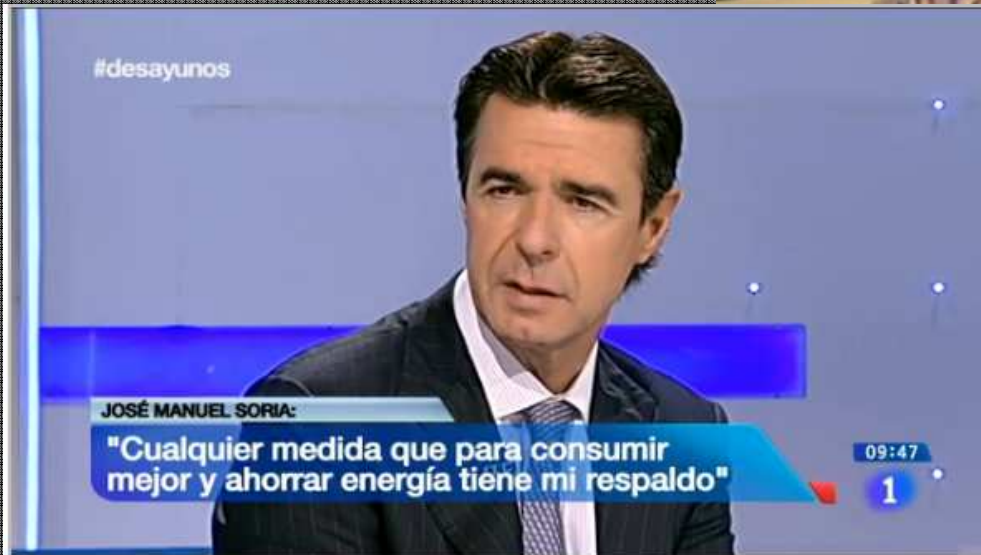 #desayunos
JOSÉ MANUEL SORIA:
"Cualquier medida que para consumir
mejor y ahorrar energía tiene mi respaldo"
09:47
1